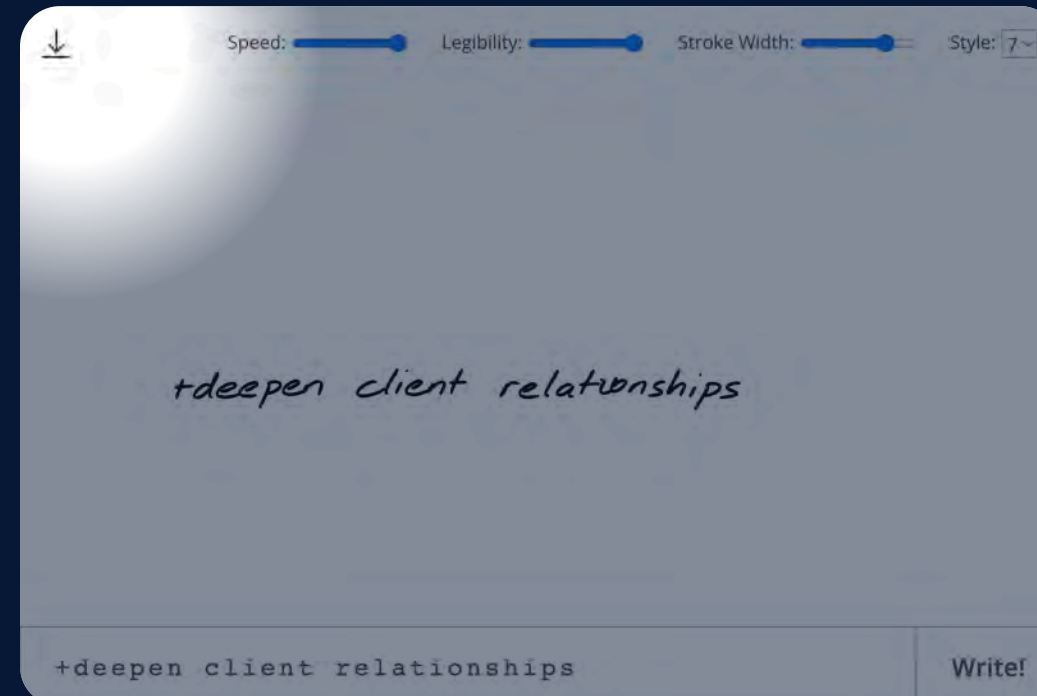 Speed: Legibility: Stroke Width: Style: 7
+deepen client relationships
+deepen client relationships Write!